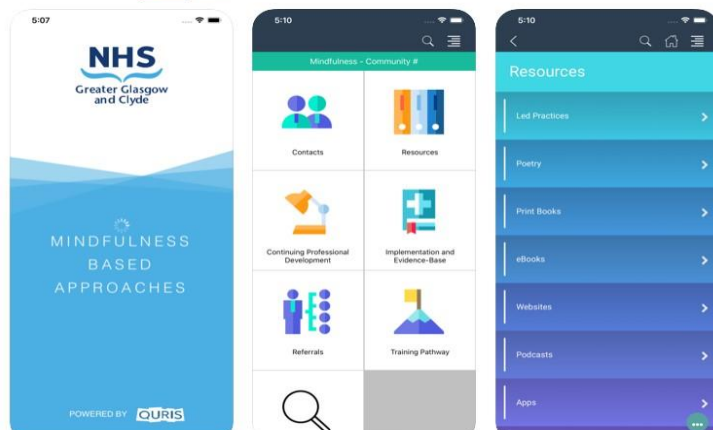 5:07
NHS
Greater Glasgow
and Clyde
MINDFULNESS
BASED
APPROACHES
POWERED BY QURIS
5:10
Mindfulness - Community #
Contacts
Resources
Continuing Professional
Development
Implementation and
Evidence-Base
Referrals
Training Pathway
5:10
Resources
Led Practices
Poetry
Print Books
eBooks
Websites
Podcasts
Apps